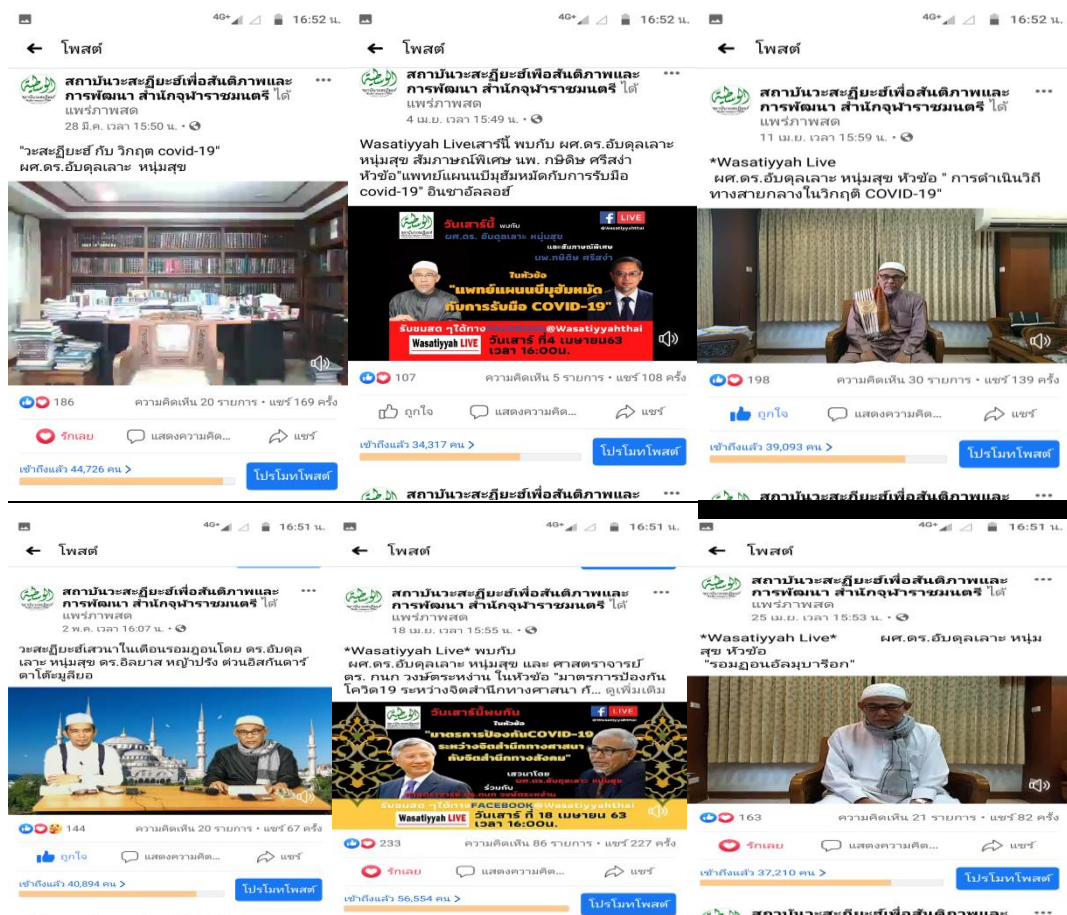 4G+ 16:52 น.
← โพสต์
สถาบันวะสะฏียะฮ์เพื่อสันติภาพและ
การพัฒนา สำนักจุฬาราชมนตรี ได้
แพร่ภาพสด
28 มี.ค. เวลา 15:50 น. •
"วะสะฏียะฮ์ กับ วิกฤต covid-19"
ผศ.ดร.อับดุลเลาะ หนุ่มสุข
186 ความคิดเห็น 20 รายการ • แชร์ 169 ครั้ง
รักเลย แสดงความคิด... แชร์
เข้าถึงแล้ว 44,726 คน >
โปรโมทโพสต์
4G+ 16:52 น.
← โพสต์
สถาบันวะสะฏียะฮ์เพื่อสันติภาพและ
การพัฒนา สำนักจุฬาราชมนตรี ได้
แพร่ภาพสด
4 เม.ย. เวลา 15:49 น. •
Wasatiyyah Liveเสาร์นี้ พบกับ ผศ.ดร.อับดุลเลาะ
หนุ่มสุข สัมภาษณ์พิเศษ นพ. กษิดิษ ศรีสง่า
หัวข้อ"แพทย์แผนนบีมุฮัมหมัดกับการรับมือ
covid-19" อินชาอัลลอฮ์
วันเสาร์นี้ พบกับ
ผศ.ดร. อับดุลเลาะ หนุ่มสุข
และสัมภาษณ์พิเศษ
นพ.กษิดิษ ศรีสง่า
LIVE
@Wasatiyyahthai
ในหัวข้อ
"แพทย์แผนนบีมุฮัมหมัด
กับการรับมือ COVID-19"
รับชมสด ๆได้ทางFACEBOOK@Wasatiyyahthai
Wasatiyyah LIVE วันเสาร์ ที่4 เมษายน63
เวลา 16:00น.
107 ความคิดเห็น 5 รายการ • แชร์ 108 ครั้ง
ถูกใจ แสดงความคิด... แชร์
เข้าถึงแล้ว 34,317 คน >
โปรโมทโพสต์
สถาบันวะสะฏียะฮ์เพื่อสันติภาพและ
4G+ 16:52 น.
← โพสต์
สถาบันวะสะฏียะฮ์เพื่อสันติภาพและ
การพัฒนา สำนักจุฬาราชมนตรี ได้
แพร่ภาพสด
11 เม.ย. เวลา 15:59 น. •
*Wasatiyyah Live
ผศ.ดร.อับดุลเลาะ หนุ่มสุข หัวข้อ " การดำเนินวิถี
ทางสายกลางในวิกฤติ COVID-19"
198 ความคิดเห็น 30 รายการ • แชร์ 139 ครั้ง
ถูกใจ แสดงความคิด... แชร์
เข้าถึงแล้ว 39,093 คน >
โปรโมทโพสต์
สถาบันวะสะฏียะฮ์เพื่อสันติภาพและ
4G+ 16:51 น.
← โพสต์
สถาบันวะสะฏียะฮ์เพื่อสันติภาพและ
การพัฒนา สำนักจุฬาราชมนตรี ได้
แพร่ภาพสด
2 พ.ค. เวลา 16:07 น. •
วะสะฏียะฮ์เสวนาในเดือนรอมฎอนโดย ดร.อับดุล
เลาะ หนุ่มสุข ดร.อิลยาส หญ้าปรัง ต่วนอิสกันดาร์
ดาโต๊ะมูลียอ
144 ความคิดเห็น 20 รายการ • แชร์ 67 ครั้ง
ถูกใจ แสดงความคิด... แชร์
เข้าถึงแล้ว 40,894 คน >
โปรโมทโพสต์
4G+ 16:51 น.
← โพสต์
สถาบันวะสะฏียะฮ์เพื่อสันติภาพและ
การพัฒนา สำนักจุฬาราชมนตรี ได้
แพร่ภาพสด
18 เม.ย. เวลา 15:55 น. •
*Wasatiyyah Live* พบกับ
ผศ.ดร.อับดุลเลาะ หนุ่มสุข และ ศาสตราจารย์
ดร. กนก วงษ์ตระหง่าน ในหัวข้อ "มาตรการป้องกัน
โควิด19 ระหว่างจิตสำนึกทางศาสนา กั... ดูเพิ่มเติม
วันเสาร์นี้พบกับ
ในหัวข้อ
LIVE
"มาตรการป้องกันCOVID-19
ระหว่างจิตสำนึกทางศาสนา
กับจิตสำนึกทางสังคม"
เสวนาโดย
ผศ.ดร.อับดุลเลาะ หนุ่มสุข
ร่วมกับ
รับชมสด ๆได้ทางFACEBOOK@Wasatiyyahthai
Wasatiyyah LIVE วันเสาร์ ที่ 18 เมษายน 63
เวลา 16:00น.
233 ความคิดเห็น 86 รายการ • แชร์ 227 ครั้ง
รักเลย แสดงความคิด... แชร์
เข้าถึงแล้ว 56,554 คน >
โปรโมทโพสต์
4G+ 16:51 น.
← โพสต์
สถาบันวะสะฏียะฮ์เพื่อสันติภาพและ
การพัฒนา สำนักจุฬาราชมนตรี ได้
แพร่ภาพสด
25 เม.ย. เวลา 15:53 น. •
*Wasatiyyah Live* ผศ.ดร.อับดุลเลาะ หนุ่ม
สุข หัวข้อ
"รอมฎอนอัลมุบาร็อก"
163 ความคิดเห็น 21 รายการ • แชร์ 82 ครั้ง
รักเลย แสดงความคิด... แชร์
เข้าถึงแล้ว 37,210 คน >
โปรโมทโพสต์
สถาบันวะสะฏียะฮ์เพื่อสันติภาพและ